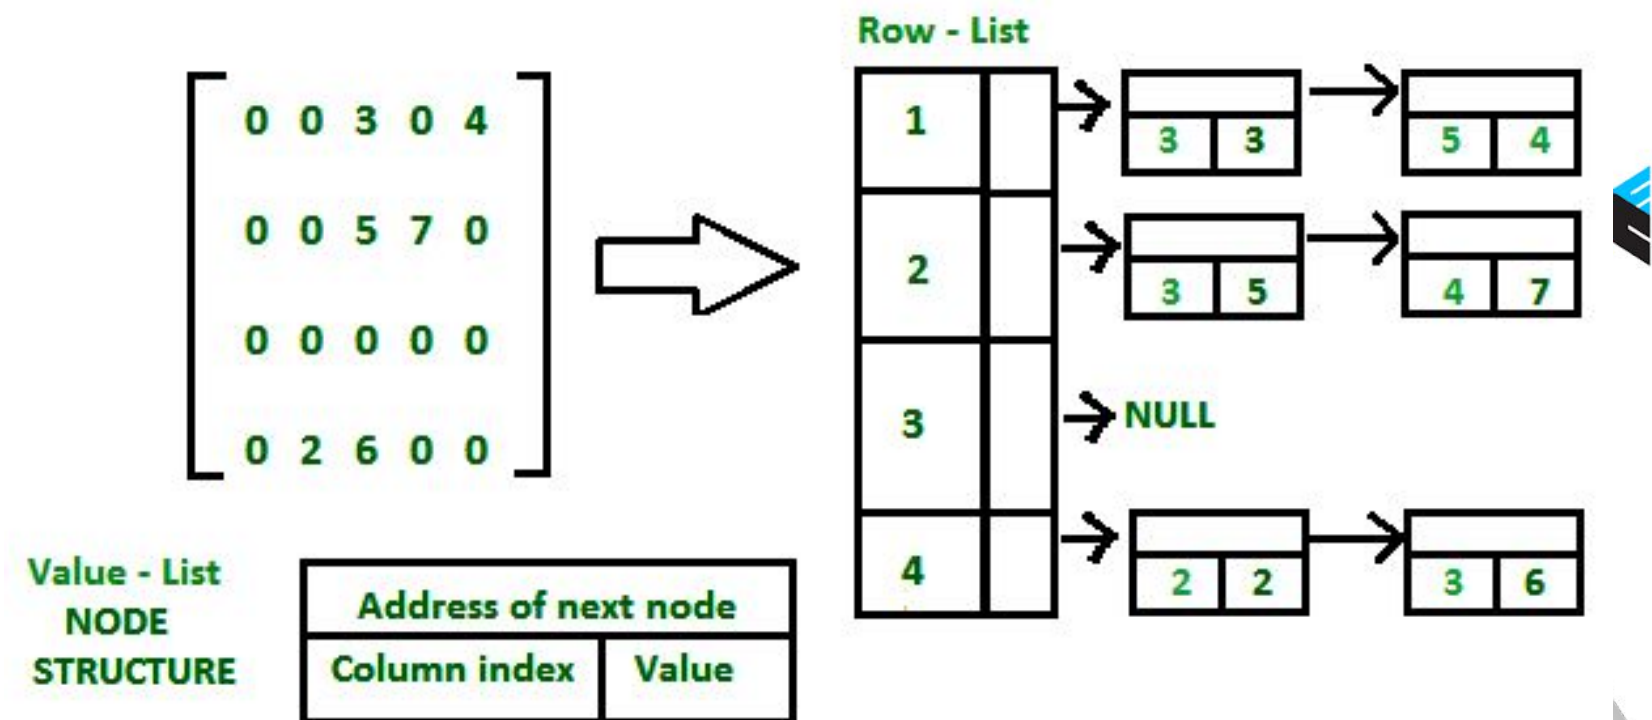 0 0 3 0 4
0 0 5 7 0
0 0 0 0 0
0 2 6 0 0
Value - List
NODE
STRUCTURE
Address of next node
Column index Value
Row - List
1 3 3 5 4
2 3 5 4 7
3 NULL
4 2 2 3 6